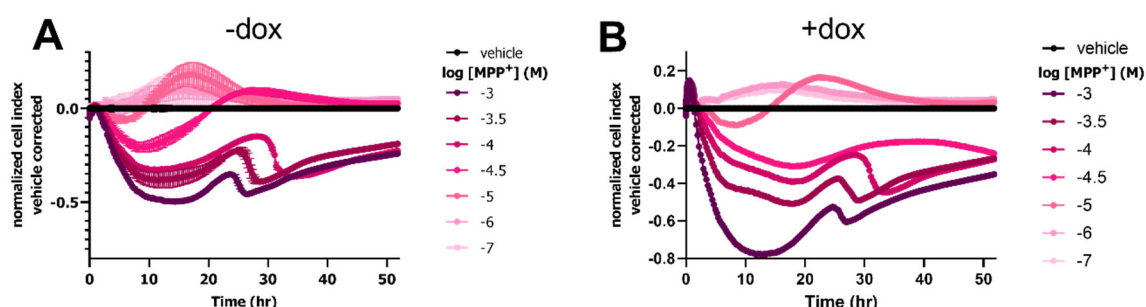 A
-dox
normalized cell index
vehicle corrected
0.0
-0.5
0
10
20
30
40
50
Time (hr)
vehicle
log [MPP⁺] (M)
-3
-3.5
-4
-4.5
-5
-6
-7
B
+dox
normalized cell index
vehicle corrected
0.2
0.0
-0.2
-0.4
-0.6
-0.8
0
10
20
30
40
50
Time (hr)
vehicle
log [MPP⁺] (M)
-3
-3.5
-4
-4.5
-5
-6
-7